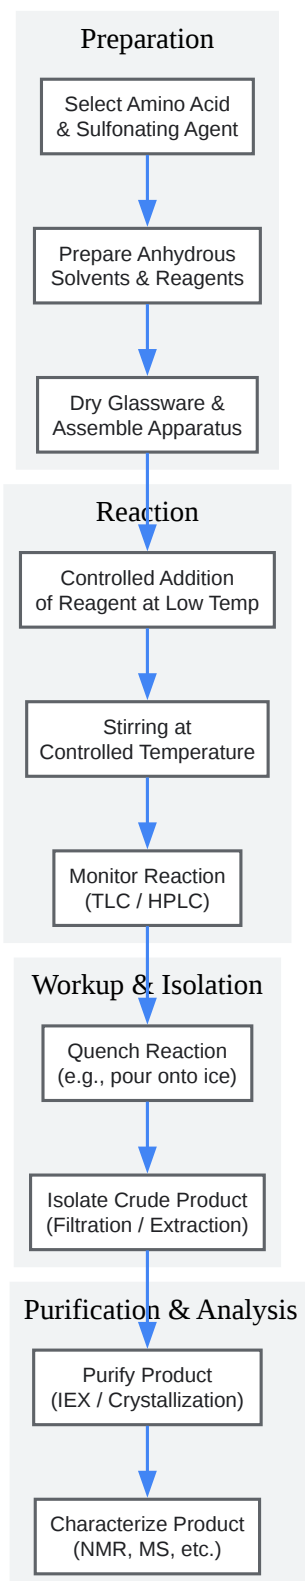 Preparation
Select Amino Acid
& Sulfonating Agent
Prepare Anhydrous
Solvents & Reagents
Dry Glassware &
Assemble Apparatus
Reaction
Controlled Addition
of Reagent at Low Temp
Stirring at
Controlled Temperature
Monitor Reaction
(TLC / HPLC)
Workup & Isolation
Quench Reaction
(e.g., pour onto ice)
Isolate Crude Product
(Filtration / Extraction)
Purification & Analysis
Purify Product
(IEX / Crystallization)
Characterize Product
(NMR, MS, etc.)